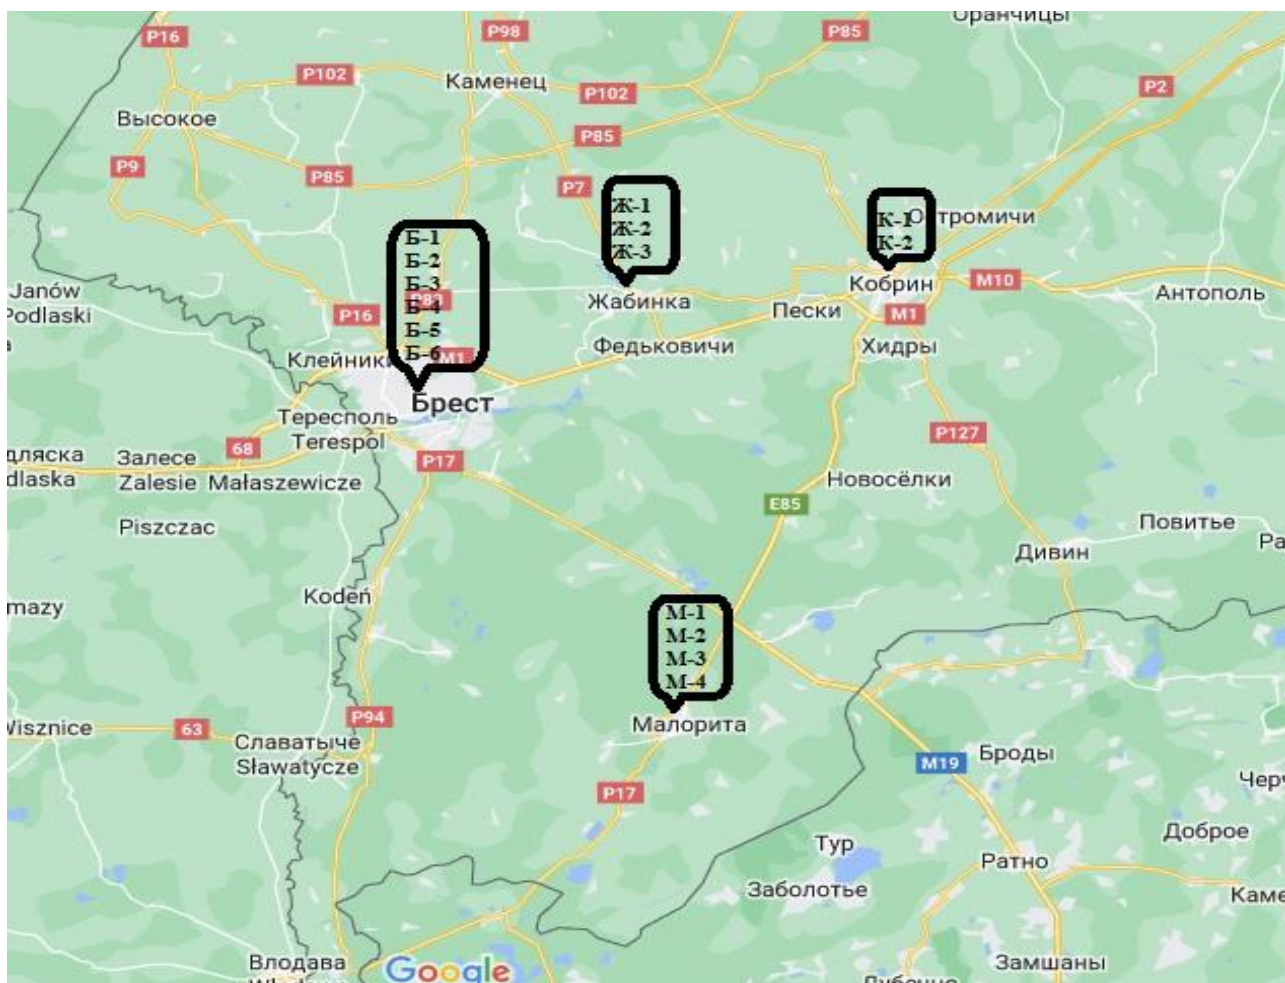 Оранчицы
P16
P98
P85
P102
Каменец
P102
P2
Высокое
P85
P9
P85
P7
Ж-1
Ж-2
Ж-3
К-1
К-2
Остромичи
Б-1
Б-2
Б-3
Б-4
Б-5
Б-6
P83
M1
Janów
Podlaski
P16
Жабинка
Кобрин
M10
Антополь
Пески
M1
Клейники
Федьковичи
Хидры
Брест
Тересполь
Terespol
68
P127
Залесе
Zalesie
Małaszewicze
P17
Новосёлки
E85
Piszczac
Повитье
Дивин
Kodeń
М-1
М-2
М-3
М-4
Малорита
63
P94
Славатыче
Sławatycze
M19
Броды
P17
Тур
Доброе
Ратно
Заболотье
Влодава
Google
Замшаны